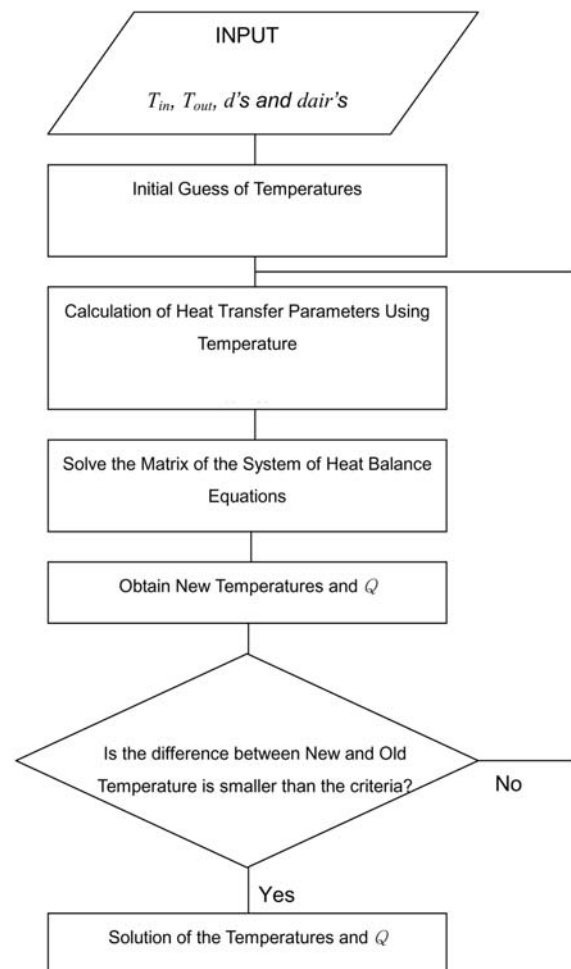 INPUT
T_in, T_out, d's and dair's
Initial Guess of Temperatures
Calculation of Heat Transfer Parameters Using
Temperature
Solve the Matrix of the System of Heat Balance
Equations
Obtain New Temperatures and Q
Is the difference between New and Old
Temperature is smaller than the criteria?
No
Yes
Solution of the Temperatures and Q